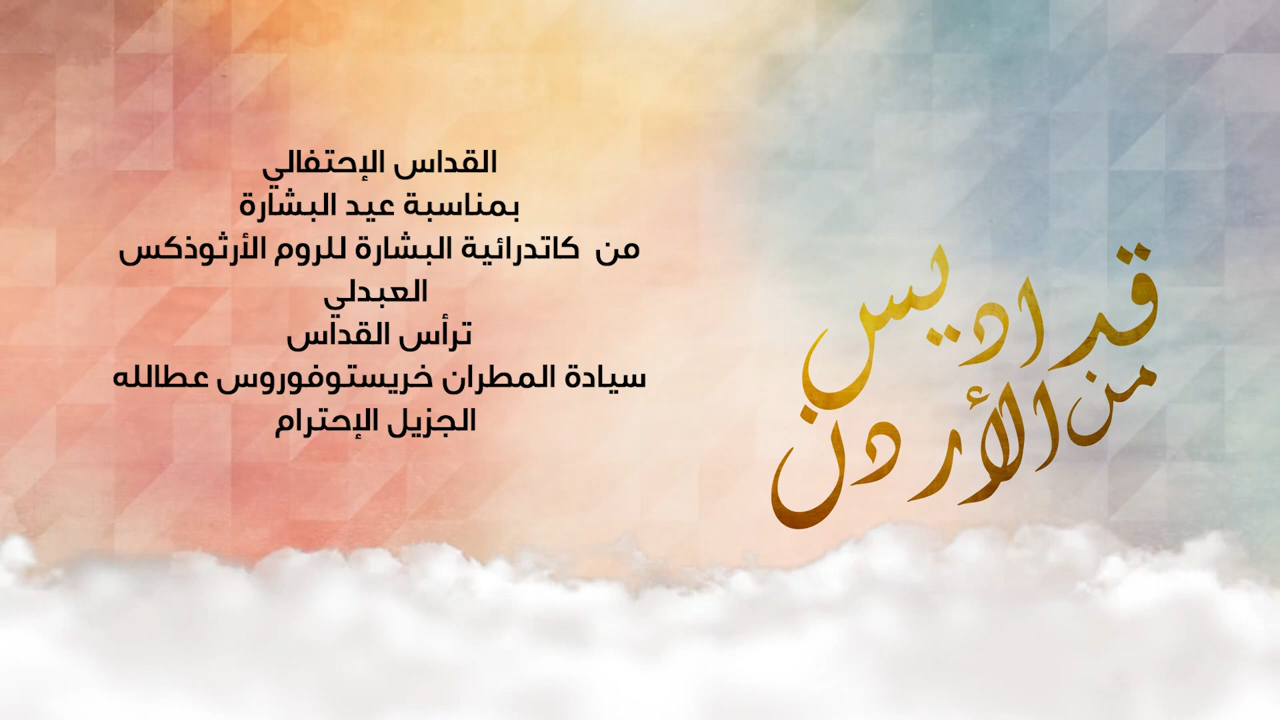 قداديس
من الأردن
القداس الإحتفالي
بمناسبة عيد البشارة
من كاتدرائية البشارة للروم الأرثوذكس
العبدلي
ترأس القداس
سيادة المطران خريستوفوروس عطالله
الجزيل الإحترام